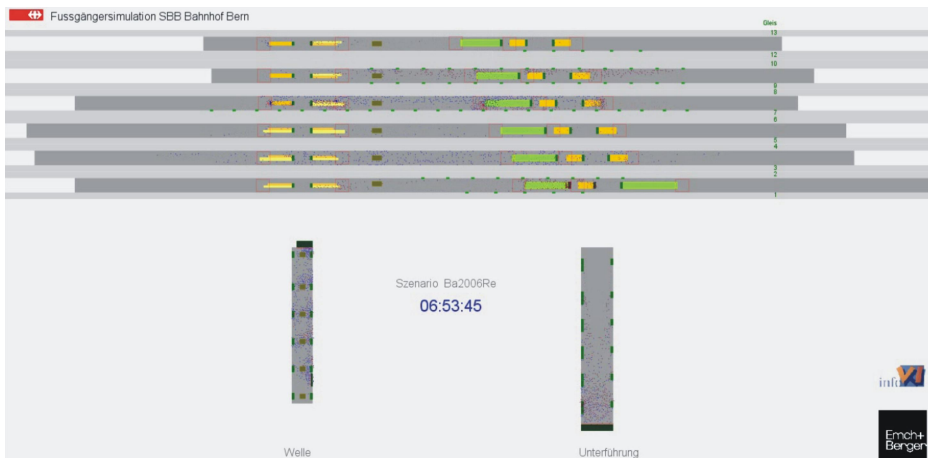 Fussgängersimulation SBB Bahnhof Bern
Gleis
13
12
10
9
8
7
6
5
4
3
2
1
Szenario Ba2006Re
06:53:45
info
Emch+
Berger
Welle
Unterführung